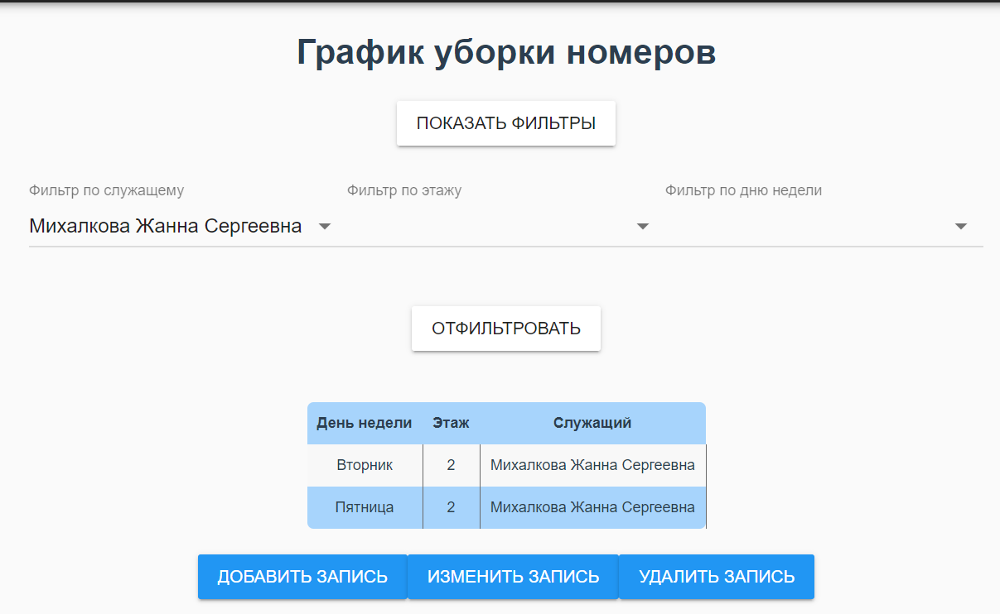 График уборки номеров
ПОКАЗАТЬ ФИЛЬТРЫ
Фильтр по служащему Фильтр по этажу Фильтр по дню недели
Михалкова Жанна Сергеевна
ОТФИЛЬТРОВАТЬ
День недели Этаж Служащий
Вторник 2 Михалкова Жанна Сергеевна
Пятница 2 Михалкова Жанна Сергеевна
ДОБАВИТЬ ЗАПИСЬ ИЗМЕНИТЬ ЗАПИСЬ УДАЛИТЬ ЗАПИСЬ